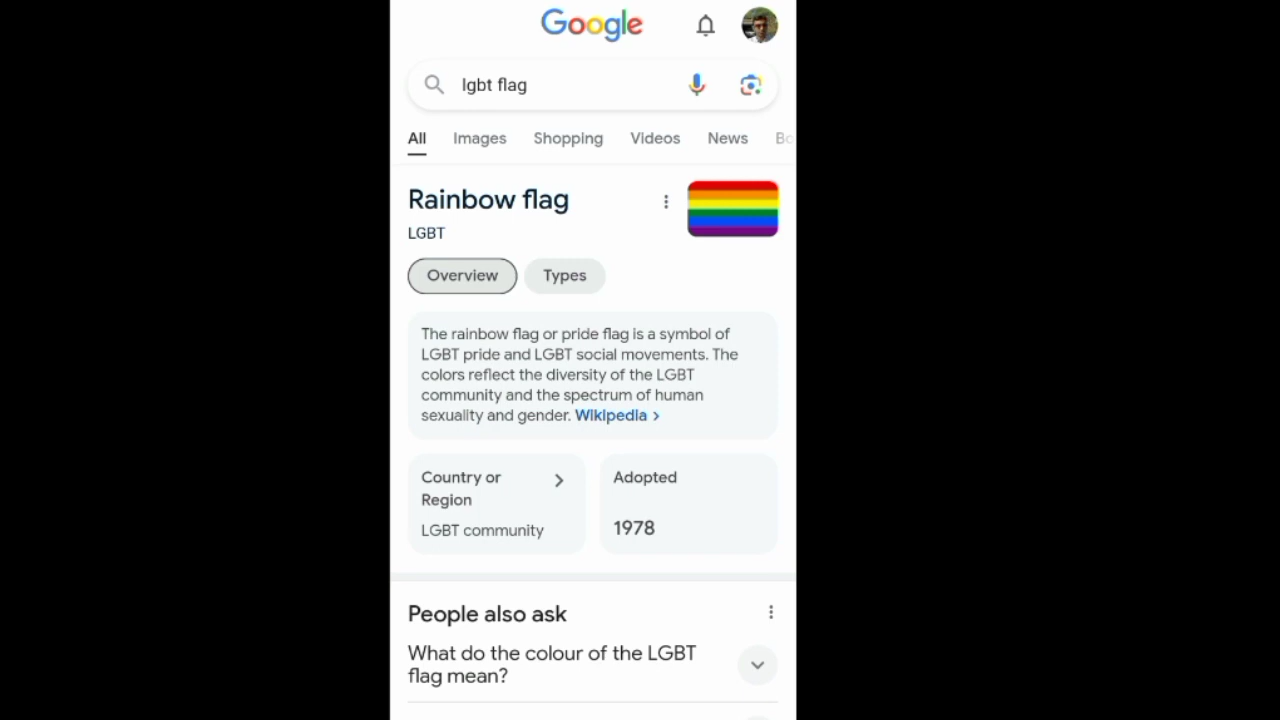 Google
lgbt flag
All Images Shopping Videos News Bo
Rainbow flag
LGBT
Overview Types
The rainbow flag or pride flag is a symbol of
LGBT pride and LGBT social movements. The
colors reflect the diversity of the LGBT
community and the spectrum of human
sexuality and gender. Wikipedia >
Country or
Region
LGBT community
Adopted
1978
People also ask
What do the colour of the LGBT
flag mean?